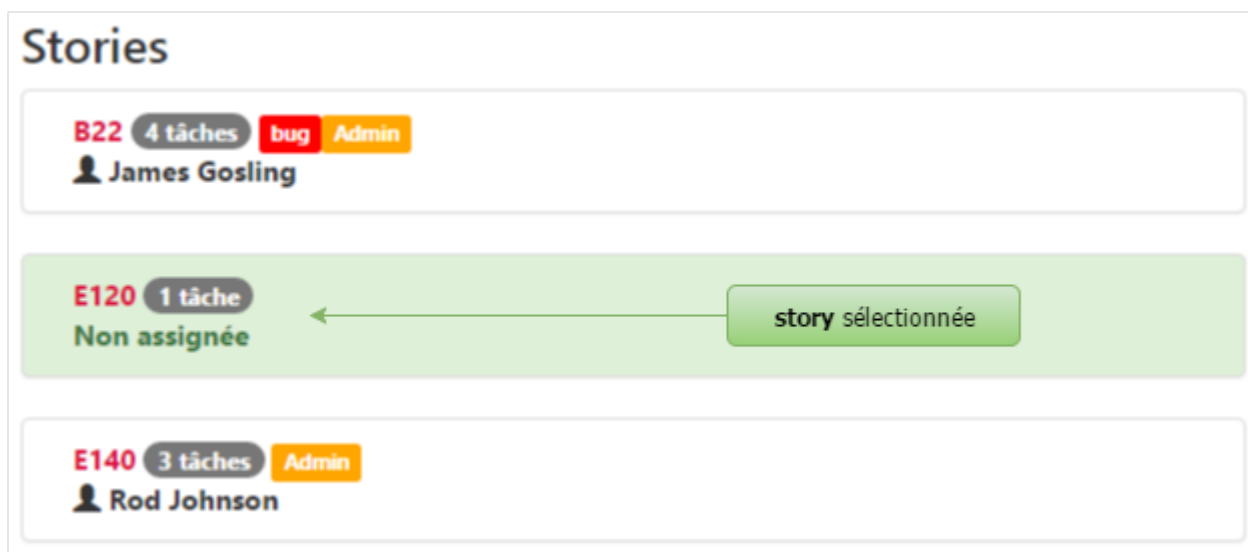 Stories
B22 4 tâches bug Admin
James Gosling
E120 1 tâche
Non assignée
story sélectionnée
E140 3 tâches Admin
Rod Johnson